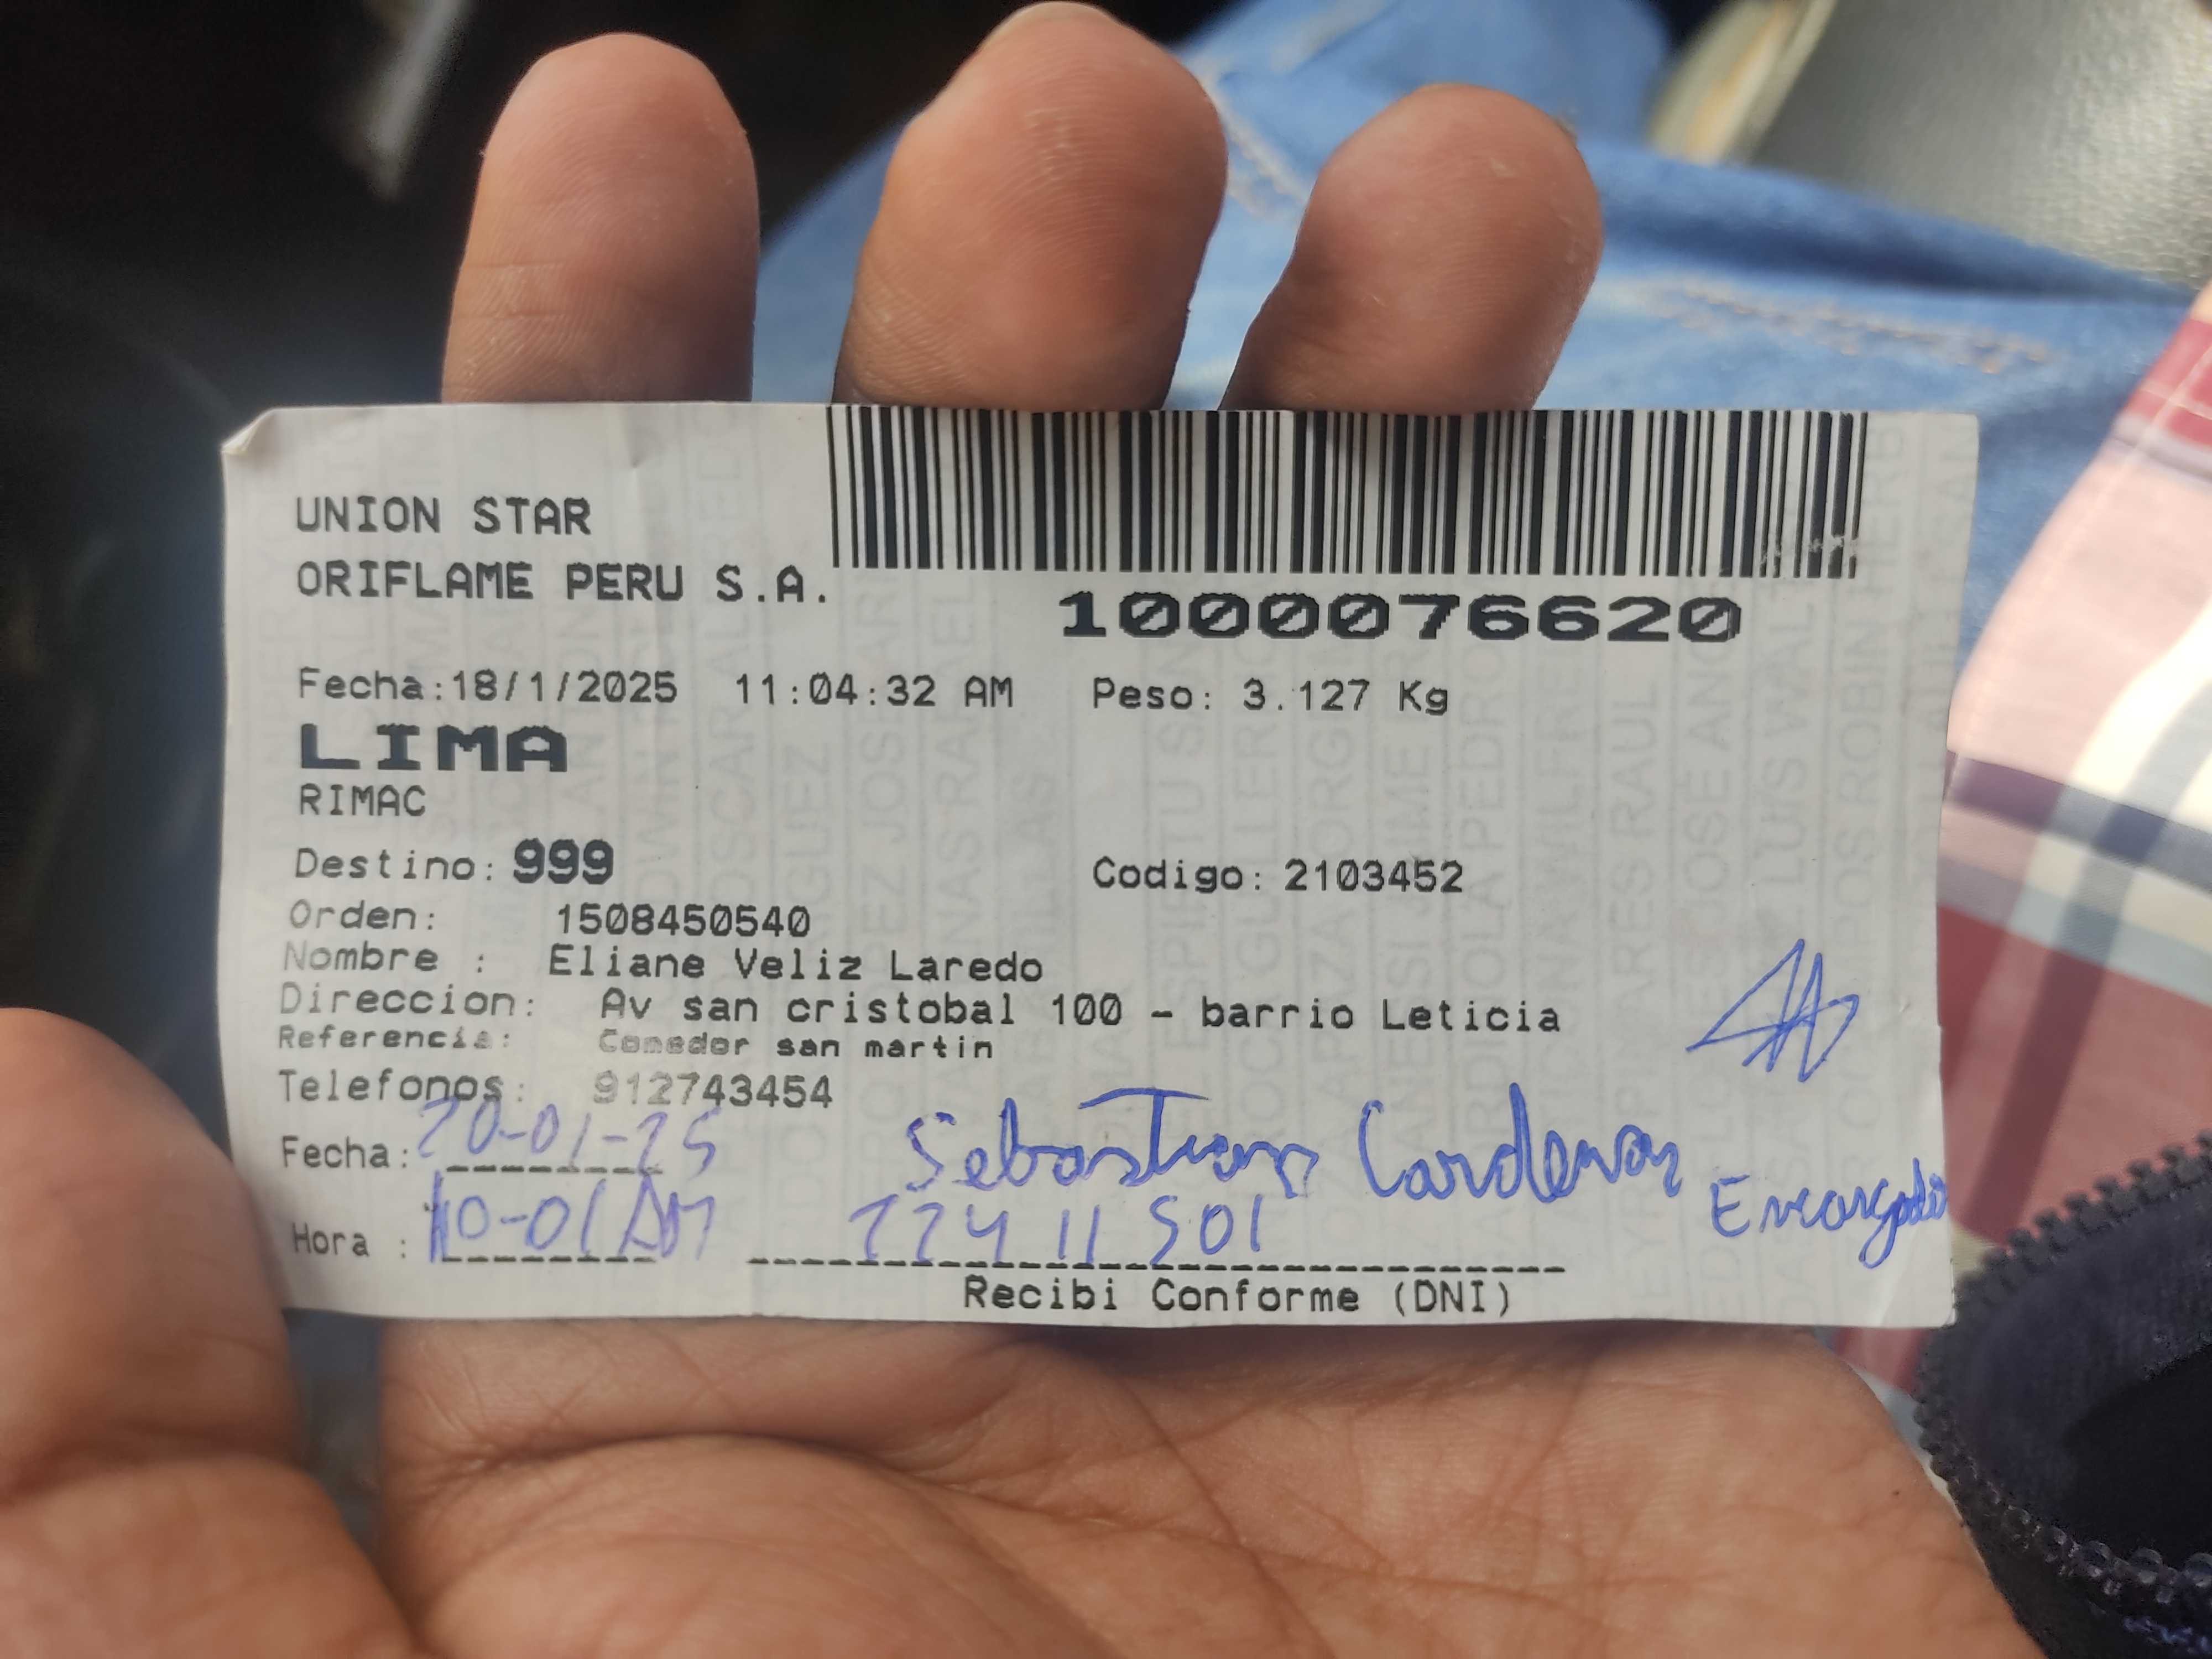 UNION STAR
ORIFLAME PERU S.A.
1000076620
Fecha:18/1/2025 11:04:32 AM Peso: 3.127 Kg
LIMA
RIMAC
Destino: 999 Codigo: 2103452
Orden: 1508450540
Nombre : Eliane Veliz Laredo
Direccion: Av san cristobal 100 - barrio Leticia
Referencia: Comedor san martin
Telefonos: 912743454
Fecha: 20-01-25 Sebastian Cardenas Encargado
Hora : 10-01 AM 11 501
Recibi Conforme (DNI)